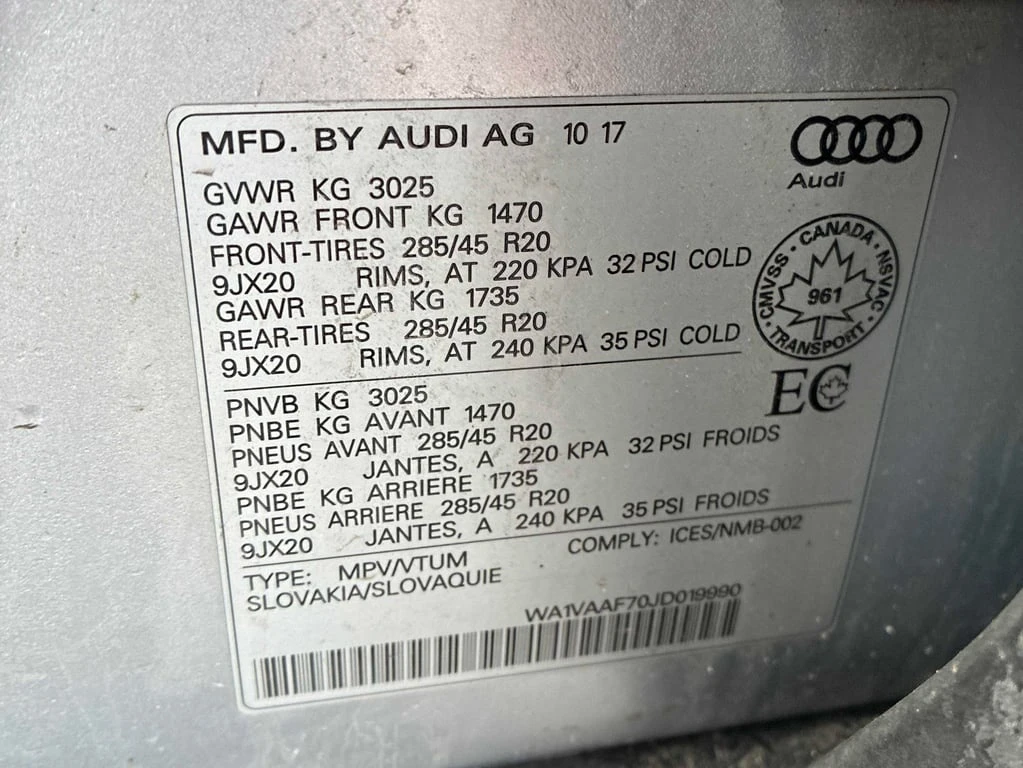 MFD. BY AUDI AG 10 17
Audi
GVWR KG 3025
GAWR FRONT KG 1470
FRONT-TIRES 285/45 R20
9JX20 RIMS, AT 220 KPA 32 PSI COLD
GAWR REAR KG 1735
REAR-TIRES 285/45 R20
9JX20 RIMS, AT 240 KPA 35 PSI COLD
CMVSS · CANADA · NSVAC · TRANSPORT ·
961
EC
PNVB KG 3025
PNBE KG AVANT 1470
PNEUS AVANT 285/45 R20
9JX20 JANTES, A 220 KPA 32 PSI FROIDS
PNBE KG ARRIERE 1735
PNEUS ARRIERE 285/45 R20
9JX20 JANTES, A 240 KPA 35 PSI FROIDS
TYPE: MPV/VTUM COMPLY: ICES/NMB-002
SLOVAKIA/SLOVAQUIE
WA1VAAF70JD019990